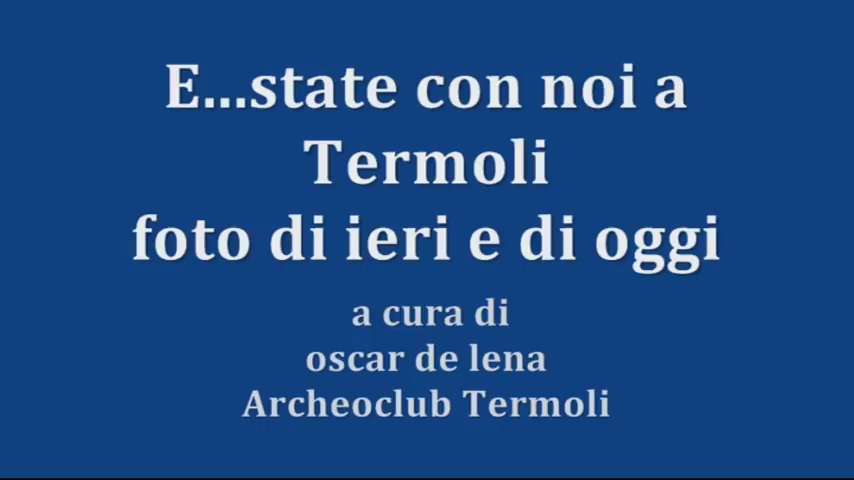 E...state con noi a
Termoli
foto di ieri e di oggi
a cura di
oscar de lena
Archeoclub Termoli